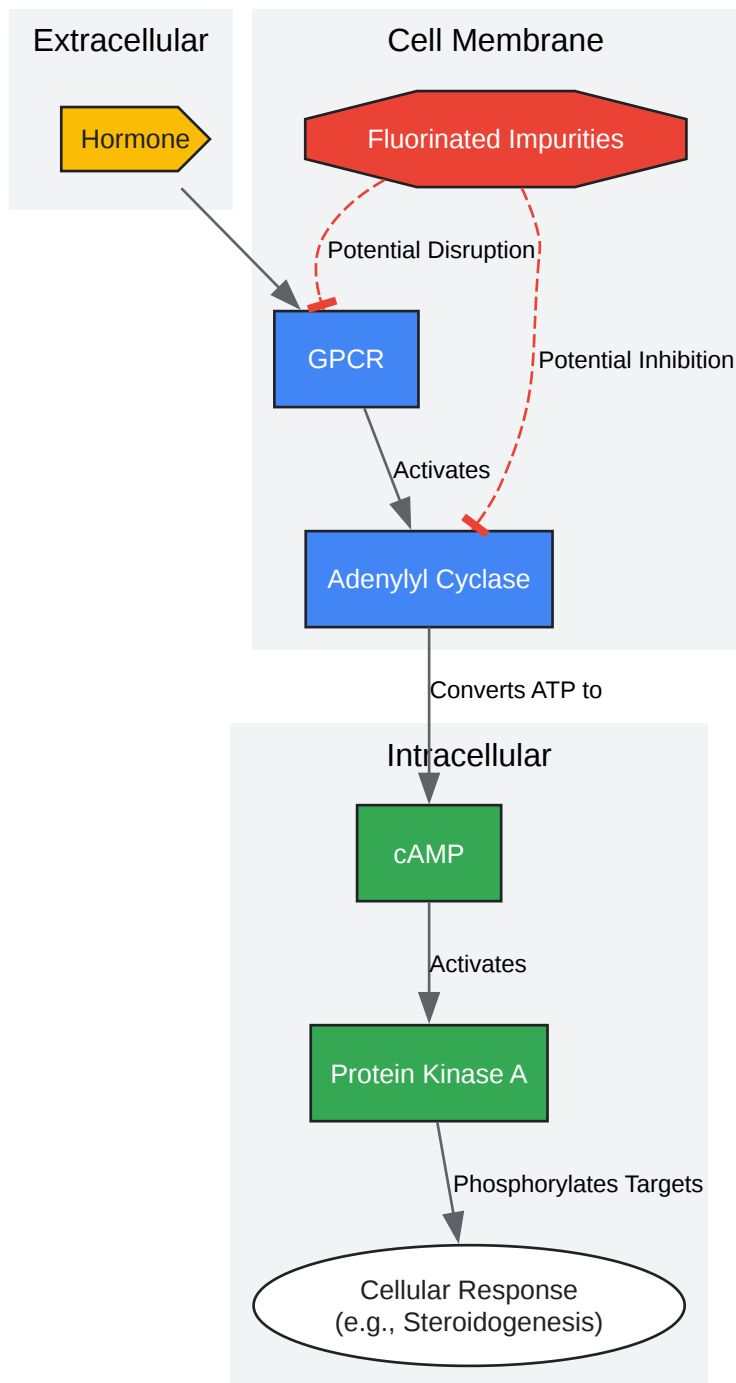 Extracellular
Cell Membrane
Hormone
Fluorinated Impurities
Potential Disruption
GPCR
Potential Inhibition
Activates
Adenylyl Cyclase
Converts ATP to
Intracellular
cAMP
Activates
Protein Kinase A
Phosphorylates Targets
Cellular Response
(e.g., Steroidogenesis)